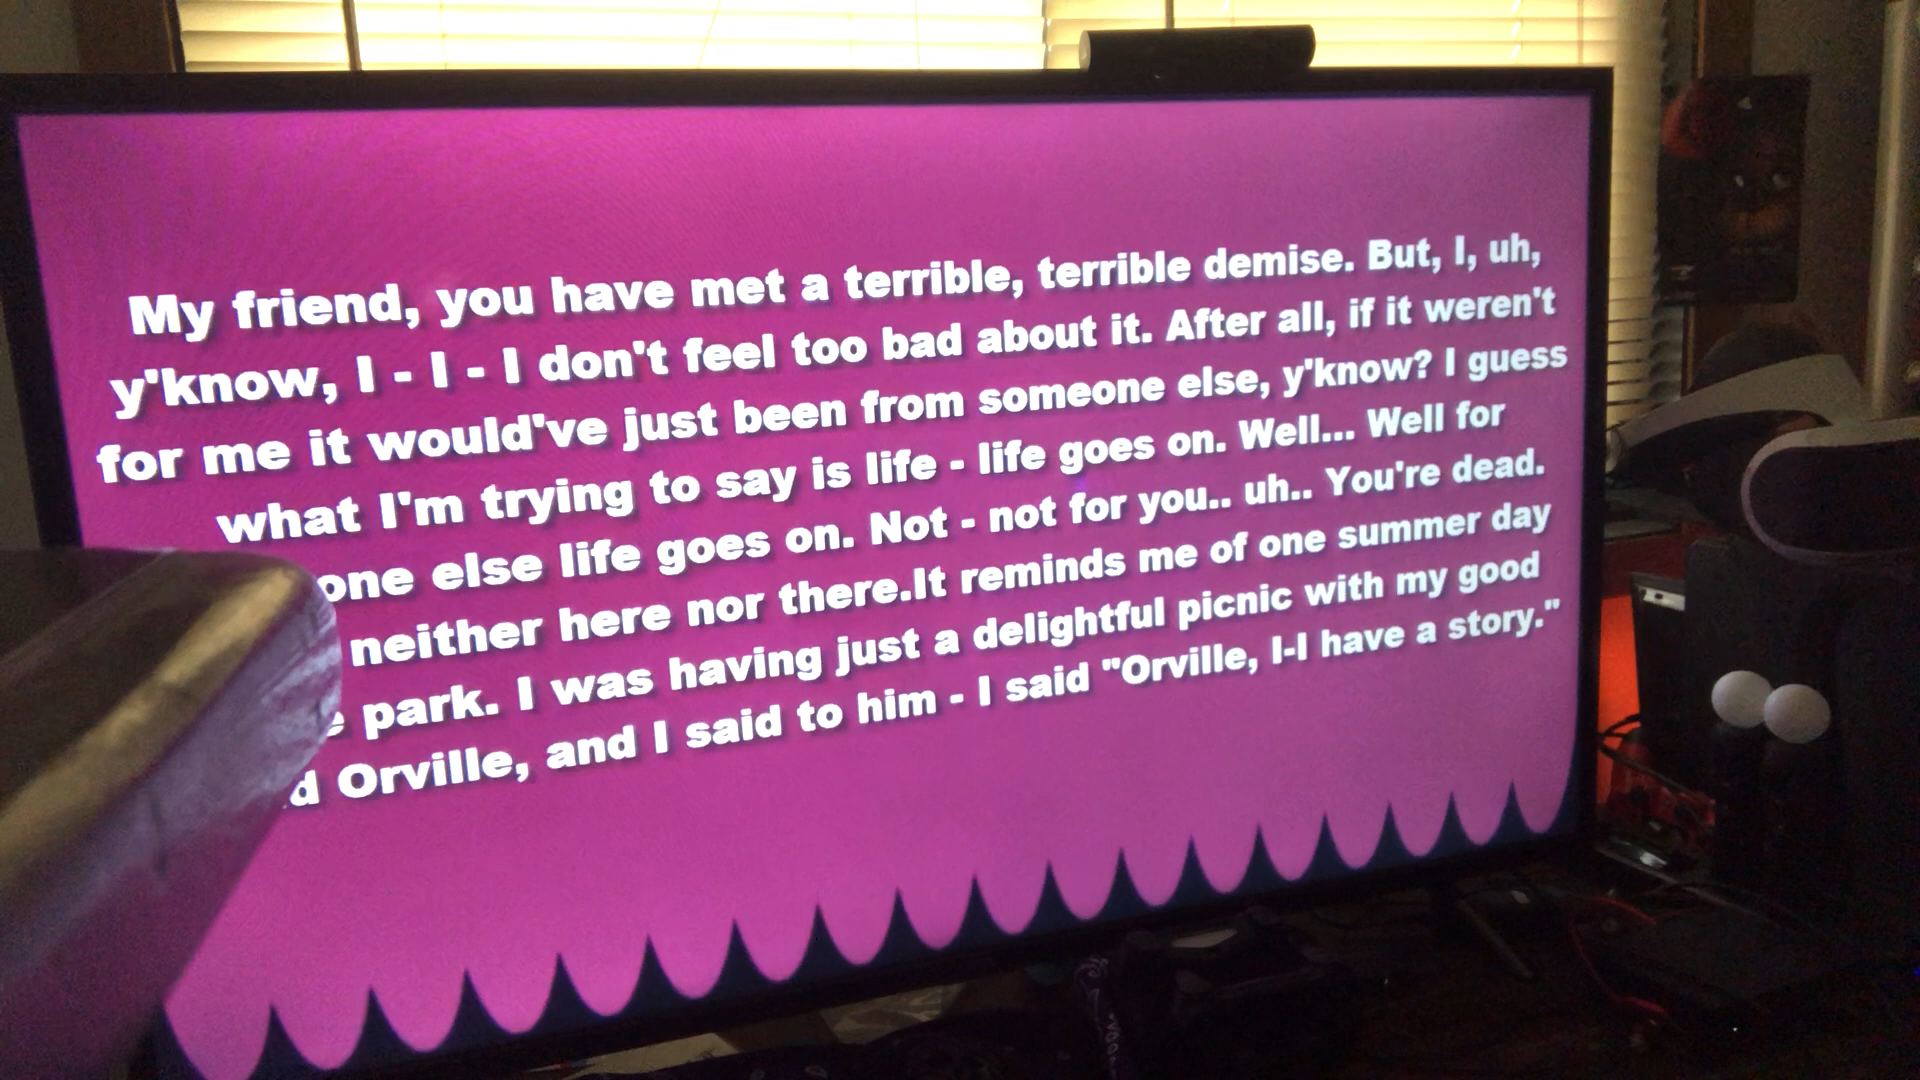 My friend, you have met a terrible, terrible demise. But, I, uh,
y'know, I - I - I don't feel too bad about it. After all, if it weren't
for me it would've just been from someone else, y'know? I guess
what I'm trying to say is life - life goes on. Well... Well for
one else life goes on. Not - not for you.. uh.. You're dead.
neither here nor there.It reminds me of one summer day
park. I was having just a delightful picnic with my good
Orville, and I said to him - I said "Orville, I-I have a story."